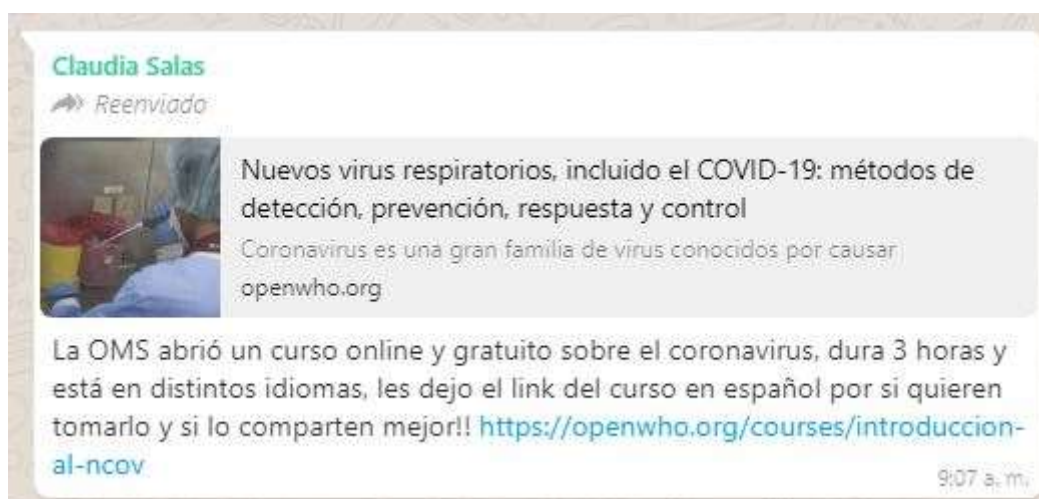 Claudia Salas
Reenviado
Nuevos virus respiratorios, incluido el COVID-19: métodos de
detección, prevención, respuesta y control
Coronavirus es una gran familia de virus conocidos por causar
openwho.org
La OMS abrió un curso online y gratuito sobre el coronavirus, dura 3 horas y
está en distintos idiomas, les dejo el link del curso en español por si quieren
tomarlo y si lo comparten mejor!! https://openwho.org/courses/introduccion-
al-ncov
9:07 a. m.